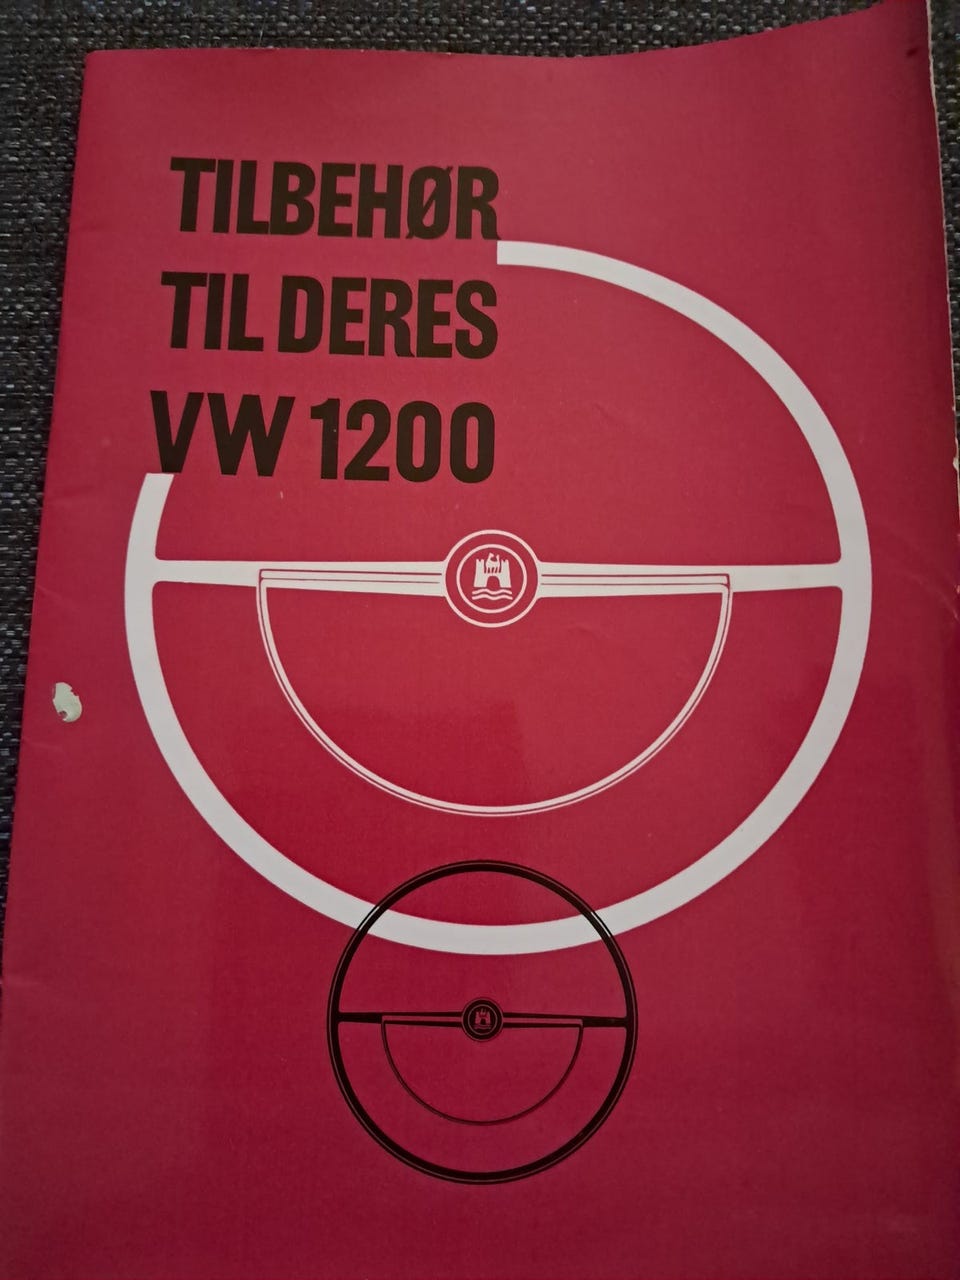 TILBEHØR
TIL DERES
VW 1200